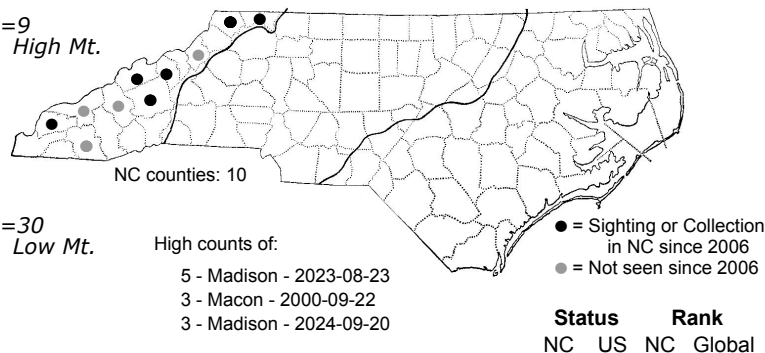 =9
High Mt.
NC counties: 10
=30
Low Mt.
High counts of:
5 - Madison - 2023-08-23
3 - Macon - 2000-09-22
3 - Madison - 2024-09-20
● = Sighting or Collection
in NC since 2006
● = Not seen since 2006
Status Rank
NC US NC Global